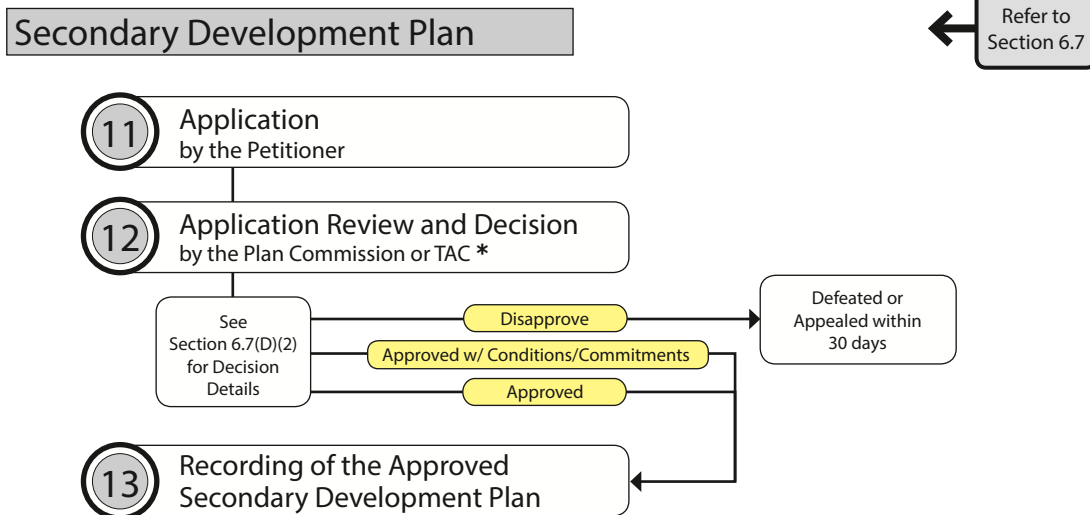 Secondary Development Plan
Refer to
Section 6.7
11
Application
by the Petitioner
12
Application Review and Decision
by the Plan Commission or TAC *
See
Section 6.7(D)(2)
for Decision
Details
Disapprove
Approved w/ Conditions/Commitments
Approved
Defeated or
Appealed within
30 days
13
Recording of the Approved
Secondary Development Plan